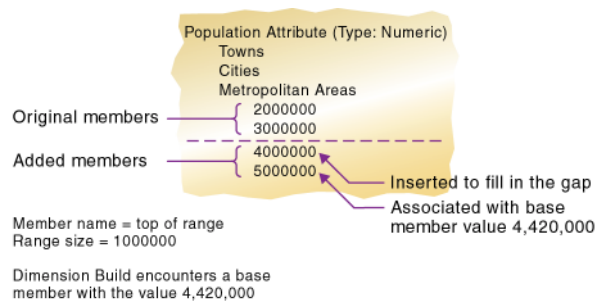 Population Attribute (Type: Numeric)
Towns
Cities
Metropolitan Areas
2000000
Original members
3000000
4000000
Added members
5000000
Inserted to fill in the gap
Associated with base
member value 4,420,000
Member name = top of range
Range size = 1000000
Dimension Build encounters a base
member with the value 4,420,000